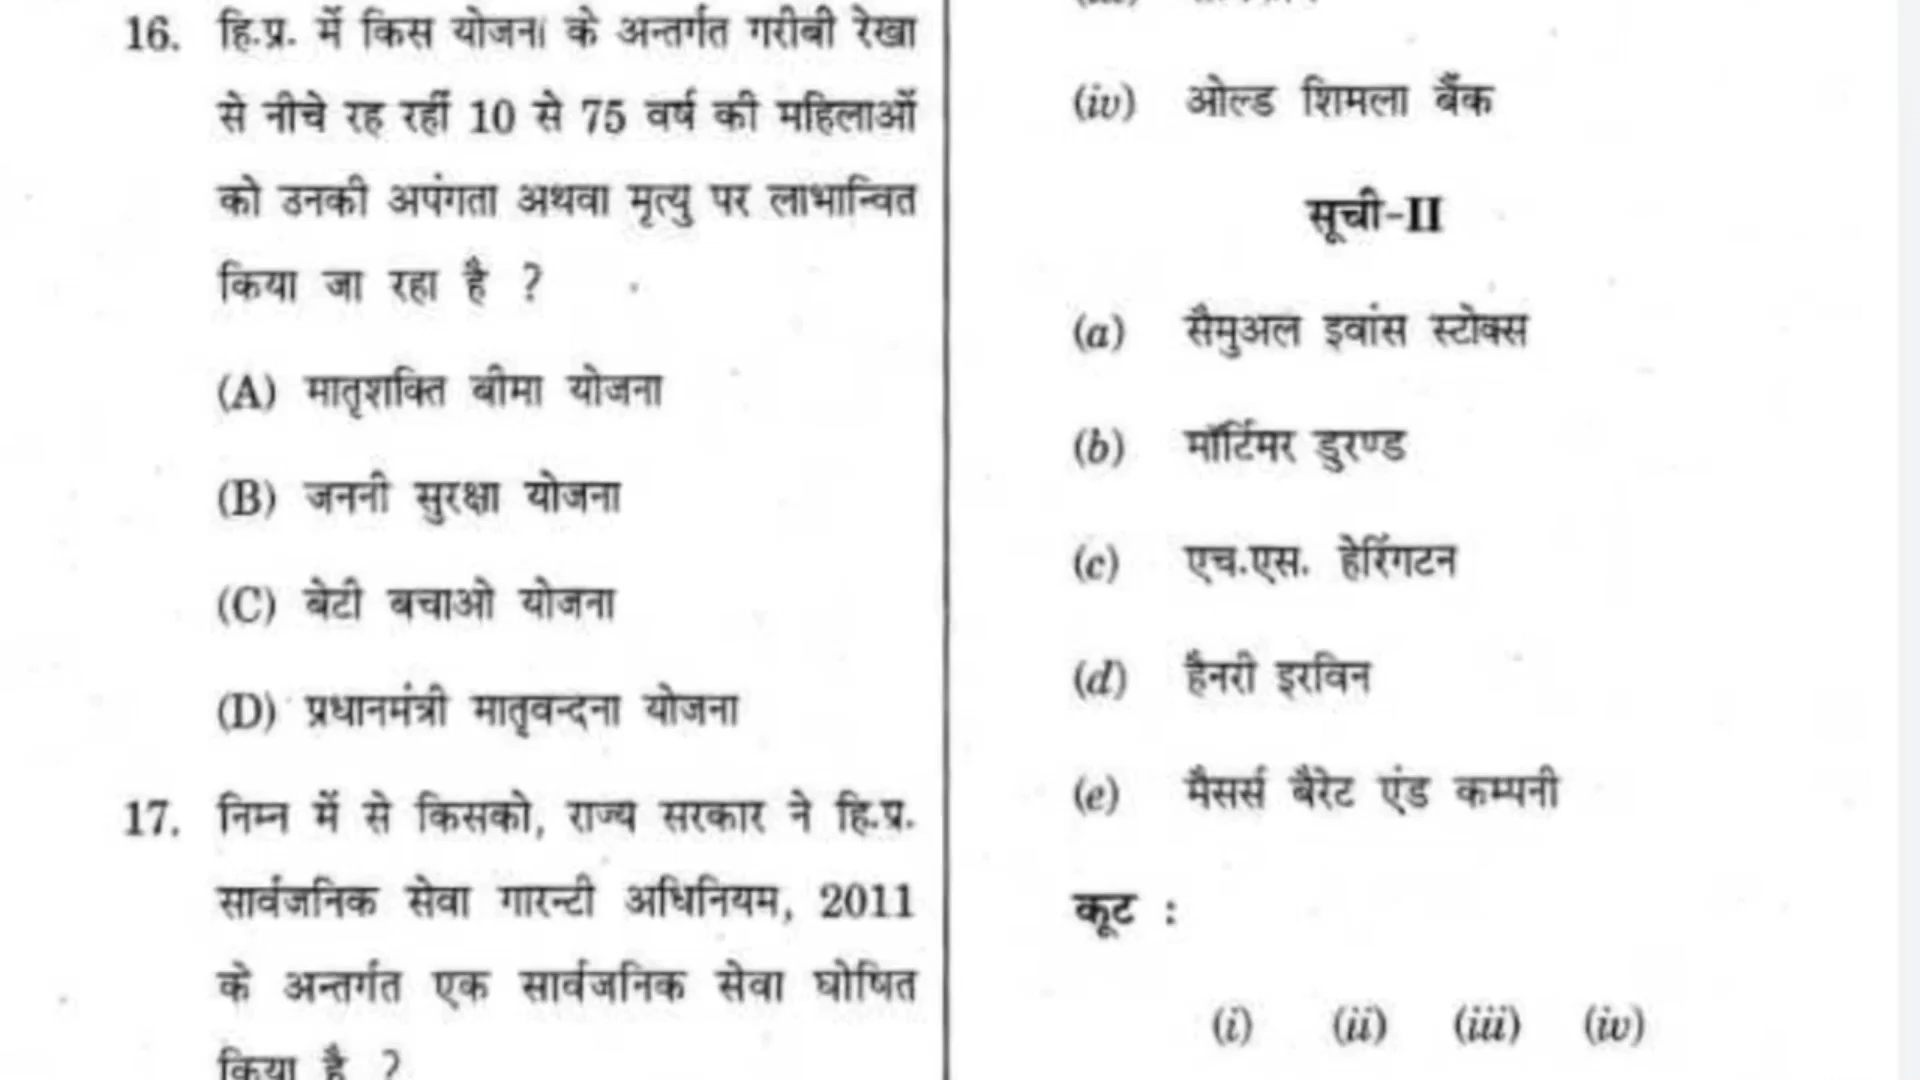 16. हि.प्र. में किस योजना के अन्तर्गत गरीबी रेखा
से नीचे रह रहीं 10 से 75 वर्ष की महिलाओं
को उनकी अपंगता अथवा मृत्यु पर लाभान्वित
किया जा रहा है ?
(A) मातृशक्ति बीमा योजना
(B) जननी सुरक्षा योजना
(C) बेटी बचाओ योजना
(D) प्रधानमंत्री मातृवन्दना योजना
17. निम्न में से किसको, राज्य सरकार ने हि.प्र.
सार्वजनिक सेवा गारन्टी अधिनियम, 2011
के अन्तर्गत एक सार्वजनिक सेवा घोषित
किया है ?
(iv) ओल्ड शिमला बैंक
सूची-II
(a) सैमुअल इवांस स्टोक्स
(b) मॉर्टिमर डुरण्ड
(c) एच.एस. हेरिंगटन
(d) हैनरी इरविन
(e) मैसर्स बैरेट एंड कम्पनी
कूट :
(i) (ii) (iii) (iv)